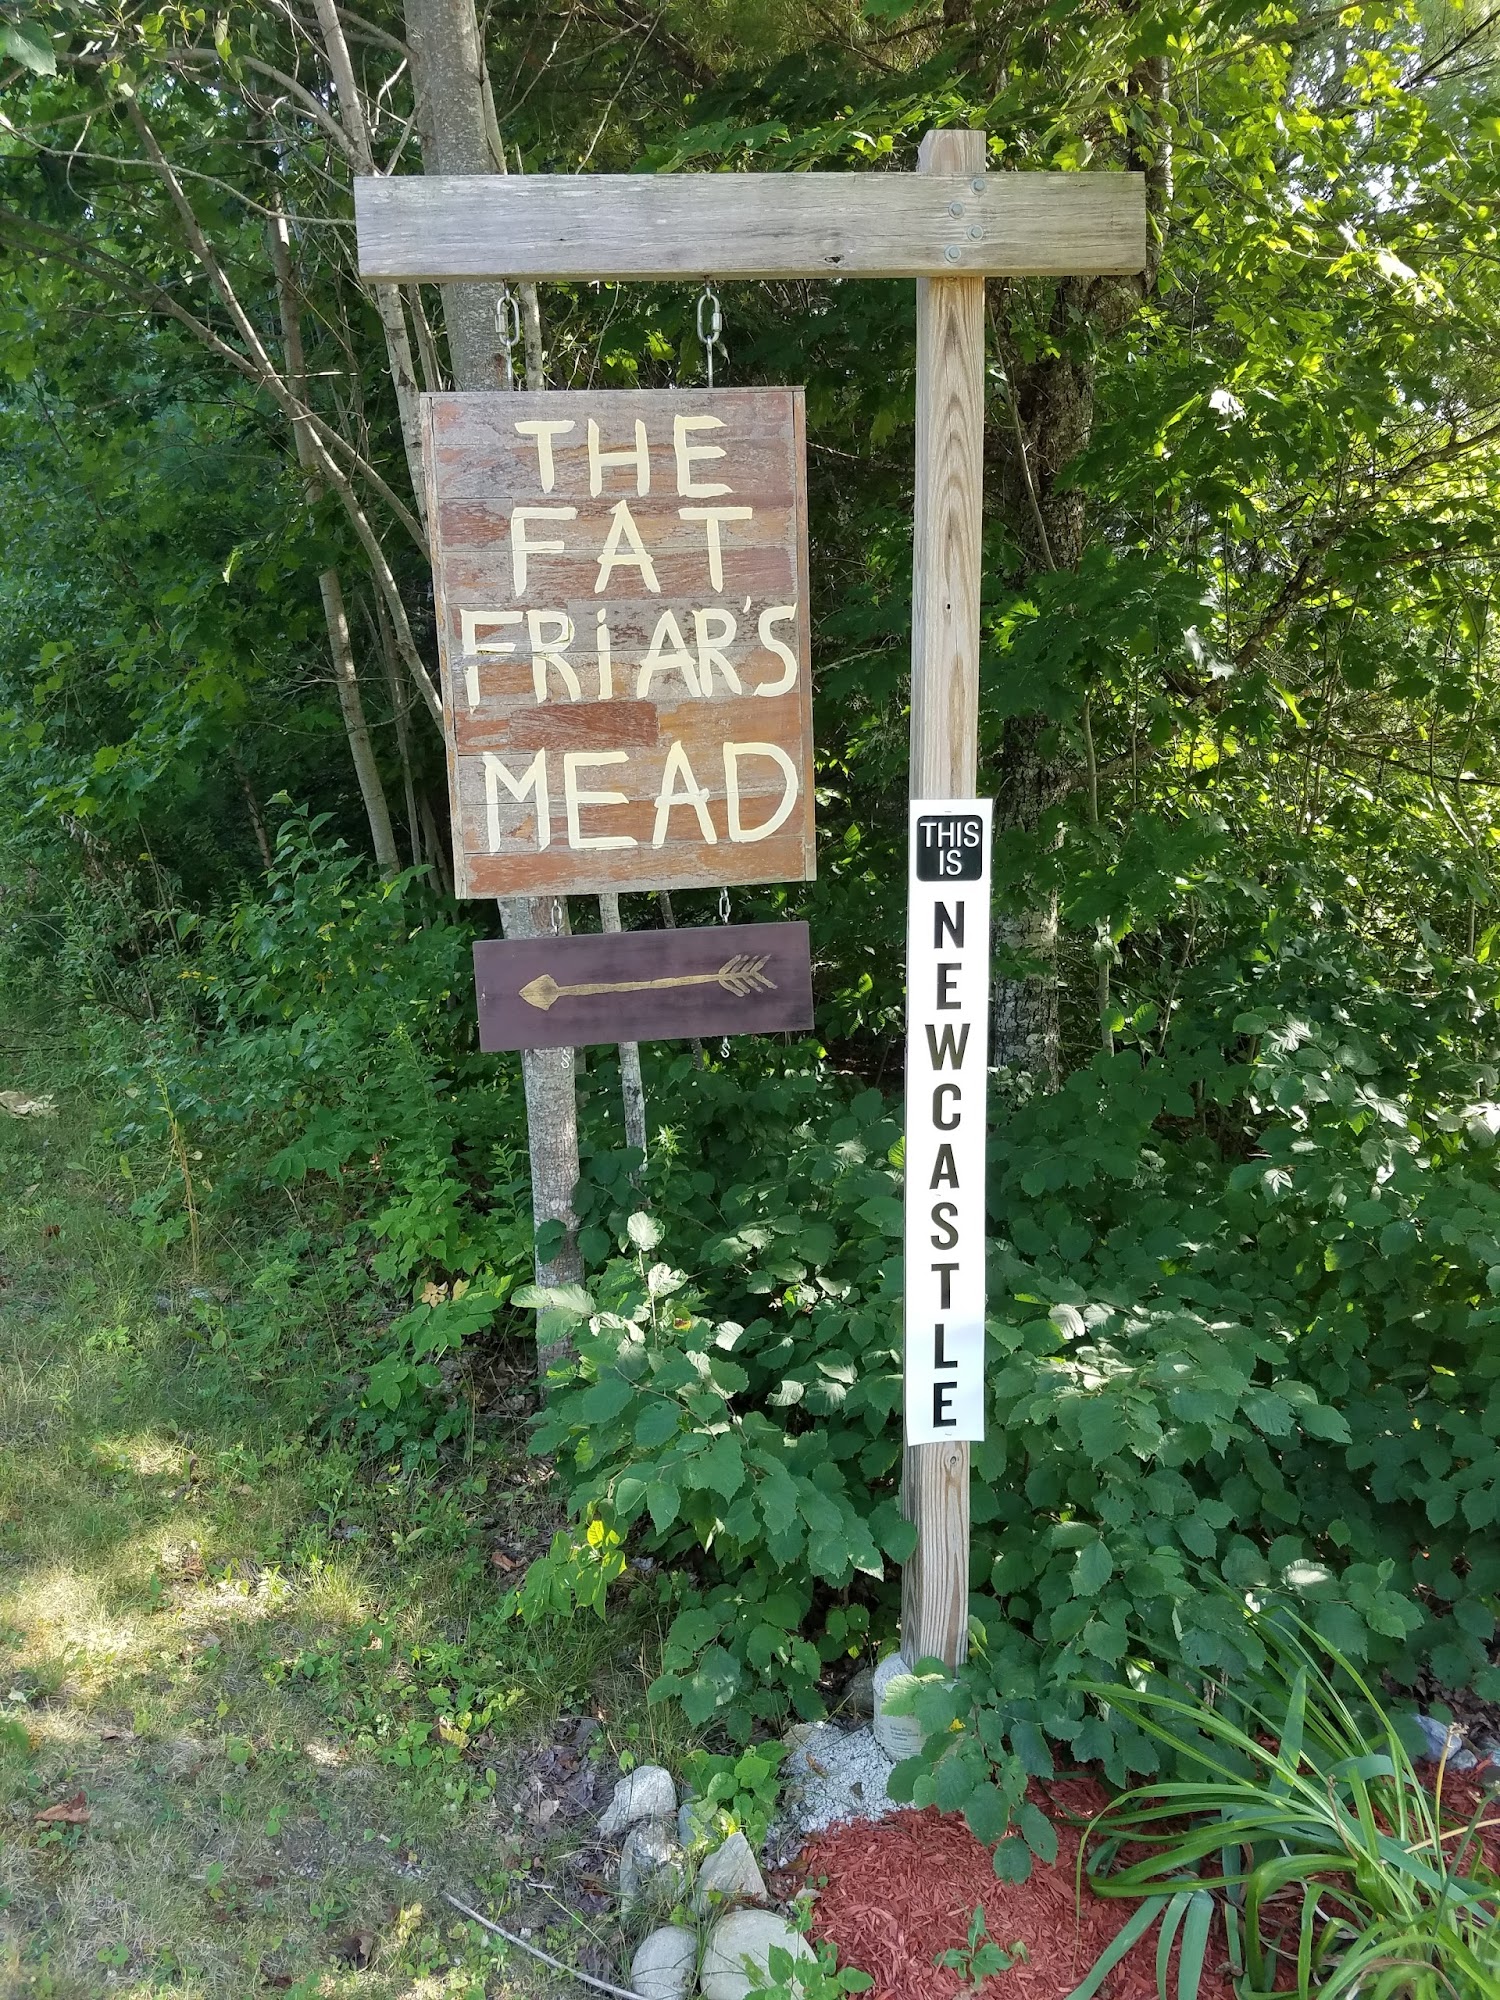 THE
FAT
FRiAR'S
MEAD
THIS
IS
NEWCASTLE